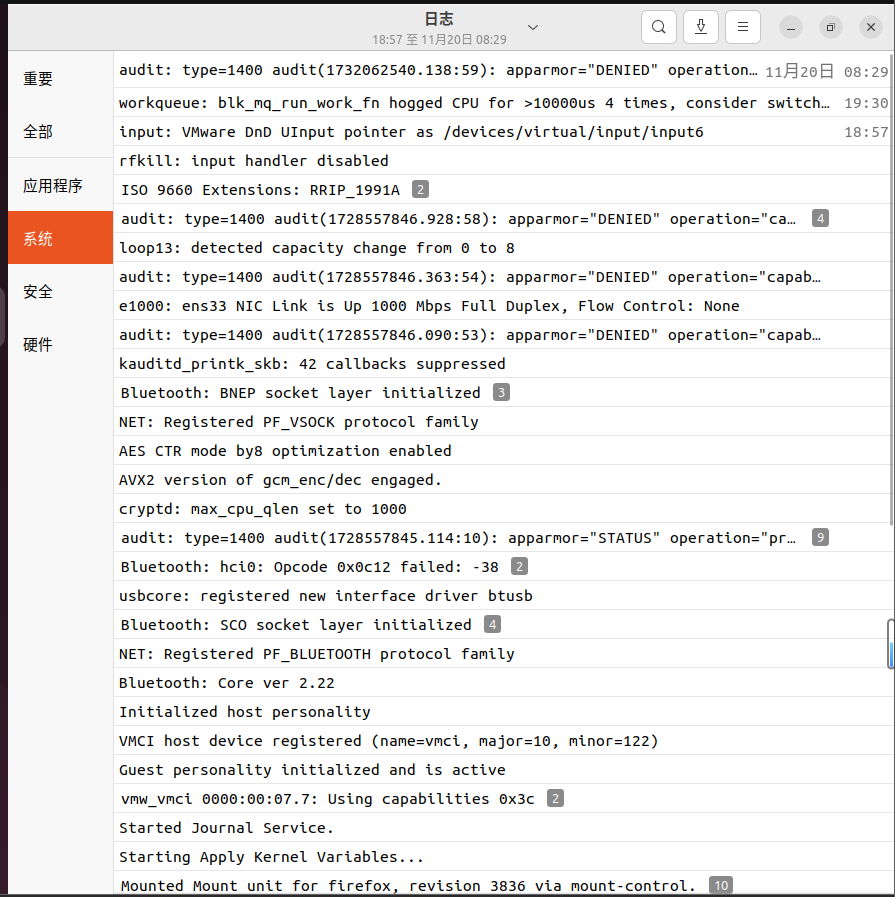 日志
18:57 至 11月20日 08:29
重要
全部
应用程序
系统
安全
硬件
audit: type=1400 audit(1732062540.138:59): apparmor="DENIED" operation… 11月20日 08:29
workqueue: blk_mq_run_work_fn hogged CPU for >10000us 4 times, consider switch… 19:30
input: VMware DnD UInput pointer as /devices/virtual/input/input6 18:57
rfkill: input handler disabled
ISO 9660 Extensions: RRIP_1991A 2
audit: type=1400 audit(1728557846.928:58): apparmor="DENIED" operation="ca… 4
loop13: detected capacity change from 0 to 8
audit: type=1400 audit(1728557846.363:54): apparmor="DENIED" operation="capab…
e1000: ens33 NIC Link is Up 1000 Mbps Full Duplex, Flow Control: None
audit: type=1400 audit(1728557846.090:53): apparmor="DENIED" operation="capab…
kauditd_printk_skb: 42 callbacks suppressed
Bluetooth: BNEP socket layer initialized 3
NET: Registered PF_VSOCK protocol family
AES CTR mode by8 optimization enabled
AVX2 version of gcm_enc/dec engaged.
cryptd: max_cpu_qlen set to 1000
audit: type=1400 audit(1728557845.114:10): apparmor="STATUS" operation="pr… 9
Bluetooth: hci0: Opcode 0x0c12 failed: -38 2
usbcore: registered new interface driver btusb
Bluetooth: SCO socket layer initialized 4
NET: Registered PF_BLUETOOTH protocol family
Bluetooth: Core ver 2.22
Initialized host personality
VMCI host device registered (name=vmci, major=10, minor=122)
Guest personality initialized and is active
vmw_vmci 0000:00:07.7: Using capabilities 0x3c 2
Started Journal Service.
Starting Apply Kernel Variables...
Mounted Mount unit for firefox, revision 3836 via mount-control. 10